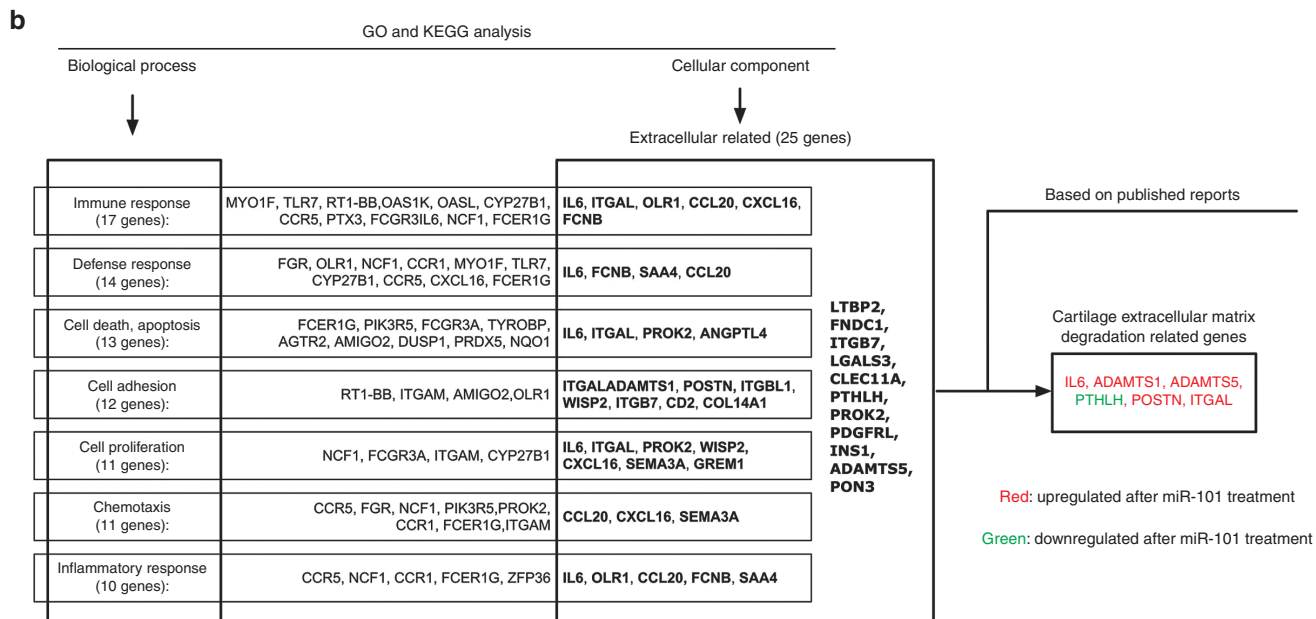 b
GO and KEGG analysis
Biological process
Cellular component
Extracellular related (25 genes)
Immune response
(17 genes):
MYO1F, TLR7, RT1-BB,OAS1K, OASL, CYP27B1,
CCR5, PTX3, FCGR3IL6, NCF1, FCER1G
IL6, ITGAL, OLR1, CCL20, CXCL16,
FCNB
Defense response
(14 genes):
FGR, OLR1, NCF1, CCR1, MYO1F, TLR7,
CYP27B1, CCR5, CXCL16, FCER1G
IL6, FCNB, SAA4, CCL20
Cell death, apoptosis
(13 genes):
FCER1G, PIK3R5, FCGR3A, TYROBP,
AGTR2, AMIGO2, DUSP1, PRDX5, NQO1
IL6, ITGAL, PROK2, ANGPTL4
Cell adhesion
(12 genes):
RT1-BB, ITGAM, AMIGO2,OLR1
ITGALADAMTS1, POSTN, ITGBL1,
WISP2, ITGB7, CD2, COL14A1
Cell proliferation
(11 genes):
NCF1, FCGR3A, ITGAM, CYP27B1
IL6, ITGAL, PROK2, WISP2,
CXCL16, SEMA3A, GREM1
Chemotaxis
(11 genes):
CCR5, FGR, NCF1, PIK3R5,PROK2,
CCR1, FCER1G,ITGAM
CCL20, CXCL16, SEMA3A
Inflammatory response
(10 genes):
CCR5, NCF1, CCR1, FCER1G, ZFP36
IL6, OLR1, CCL20, FCNB, SAA4
LTBP2,
FNDC1,
ITGB7,
LGALS3,
CLEC11A,
PTHLH,
PROK2,
PDGFRL,
INS1,
ADAMTS5,
PON3
Based on published reports
Cartilage extracellular matrix
degradation related genes
IL6, ADAMTS1, ADAMTS5,
PTHLH, POSTN, ITGAL
Red: upregulated after miR-101 treatment
Green: downregulated after miR-101 treatment